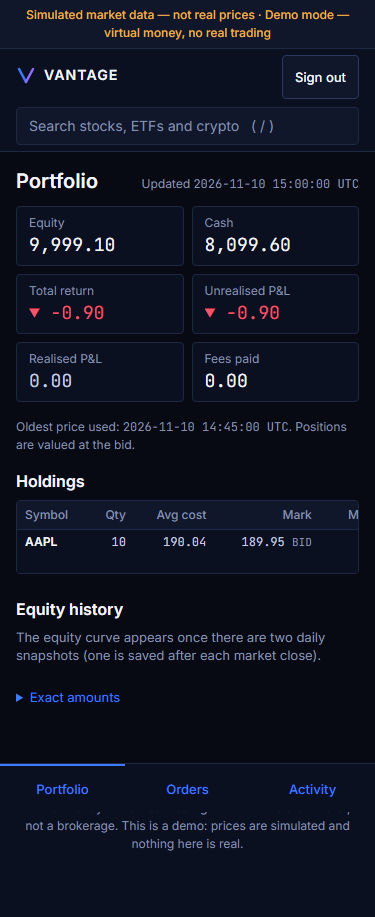 Simulated market data — not real prices · Demo mode —
virtual money, no real trading
VANTAGE
Sign out
Search stocks, ETFs and crypto ( / )
Portfolio
Updated 2026-11-10 15:00:00 UTC
Equity
9,999.10
Cash
8,099.60
Total return
▼ -0.90
Unrealised P&L
▼ -0.90
Realised P&L
0.00
Fees paid
0.00
Oldest price used: 2026-11-10 14:45:00 UTC. Positions
are valued at the bid.
Holdings
Symbol Qty Avg cost Mark M
AAPL 10 190.04 189.95 BID
Equity history
The equity curve appears once there are two daily
snapshots (one is saved after each market close).
▶ Exact amounts
Portfolio Orders Activity
not a brokerage. This is a demo: prices are simulated and
nothing here is real.